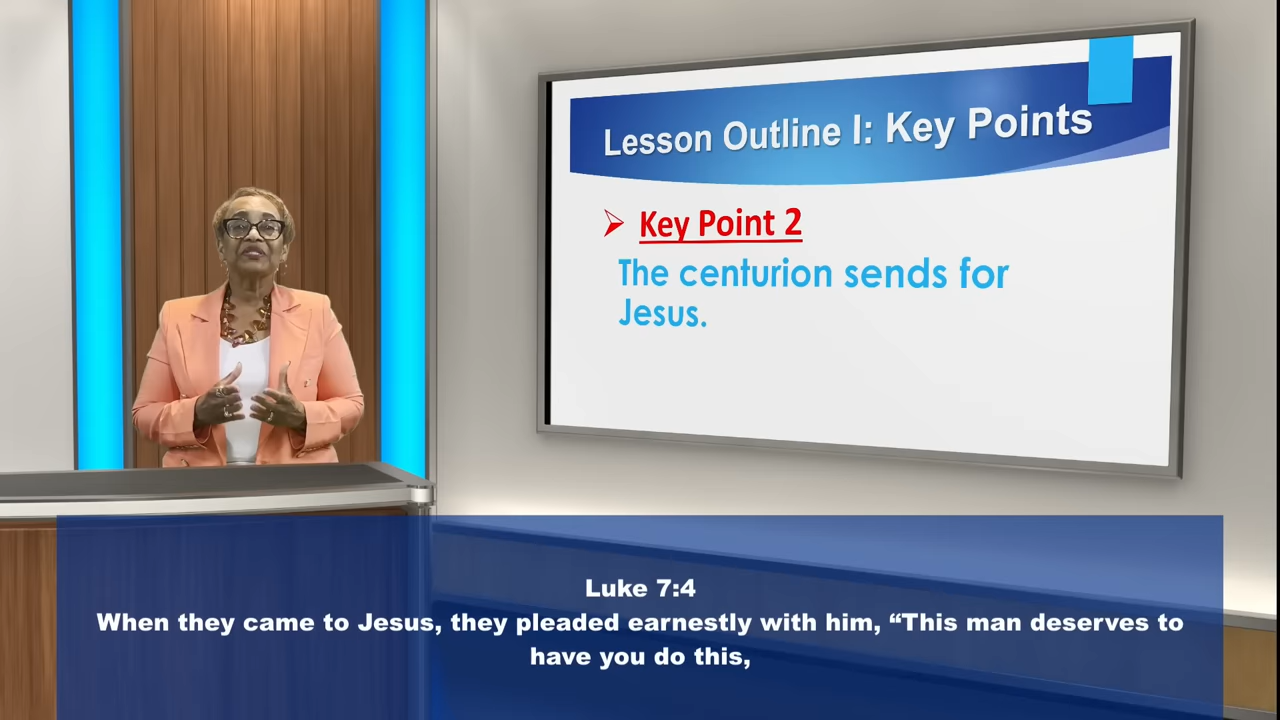 Lesson Outline I: Key Points
Key Point 2
The centurion sends for
Jesus.
Luke 7:4
When they came to Jesus, they pleaded earnestly with him, “This man deserves to
have you do this,